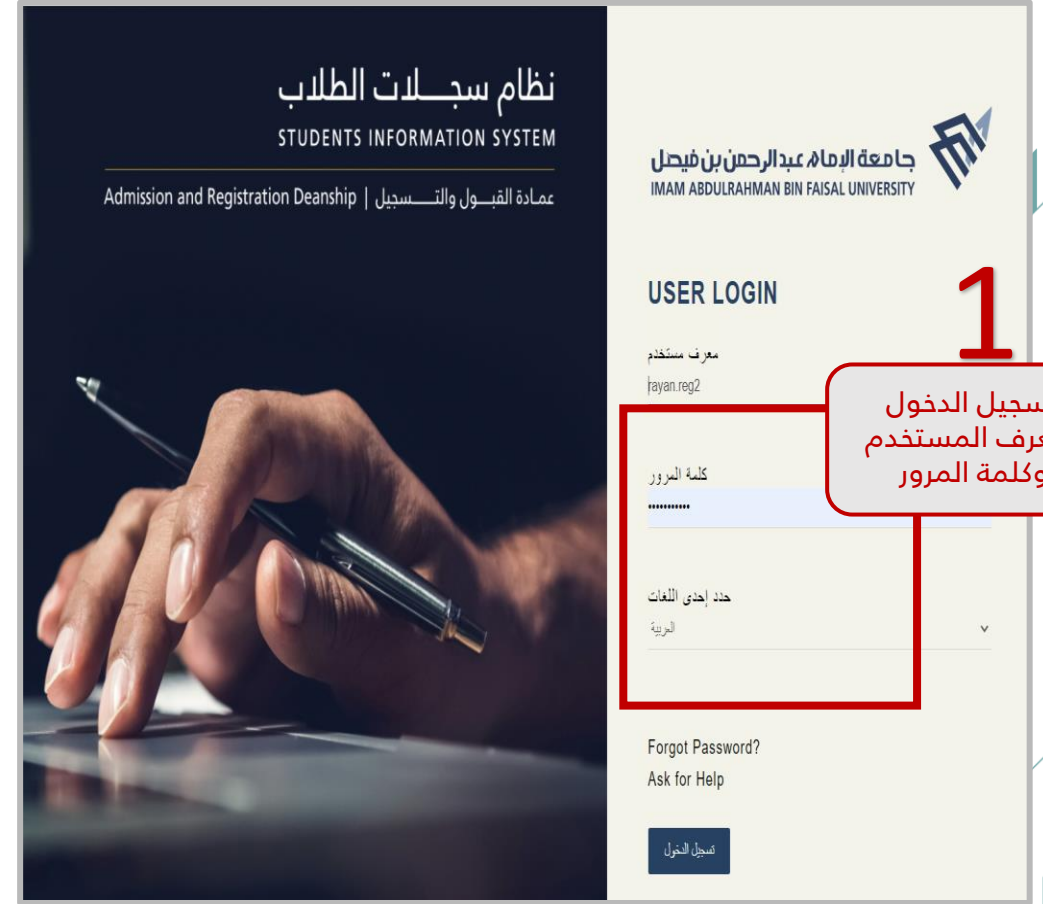 نظام سجـــلات الطلاب
STUDENTS INFORMATION SYSTEM
عمـادة القبـــول والتـــــسجيل | Admission and Registration Deanship
جامعة الإمام عبدالرحمن بن فيصل
IMAM ABDULRAHMAN BIN FAISAL UNIVERSITY
USER LOGIN
1
معرف مستخدم
rayan.reg2
سجيل الدخول
عرف المستخدم
وكلمة المرور
كلمة المرور
•••••••••••
حدد إحدى اللغات
العربية
Forgot Password?
Ask for Help
تسجيل الدخول